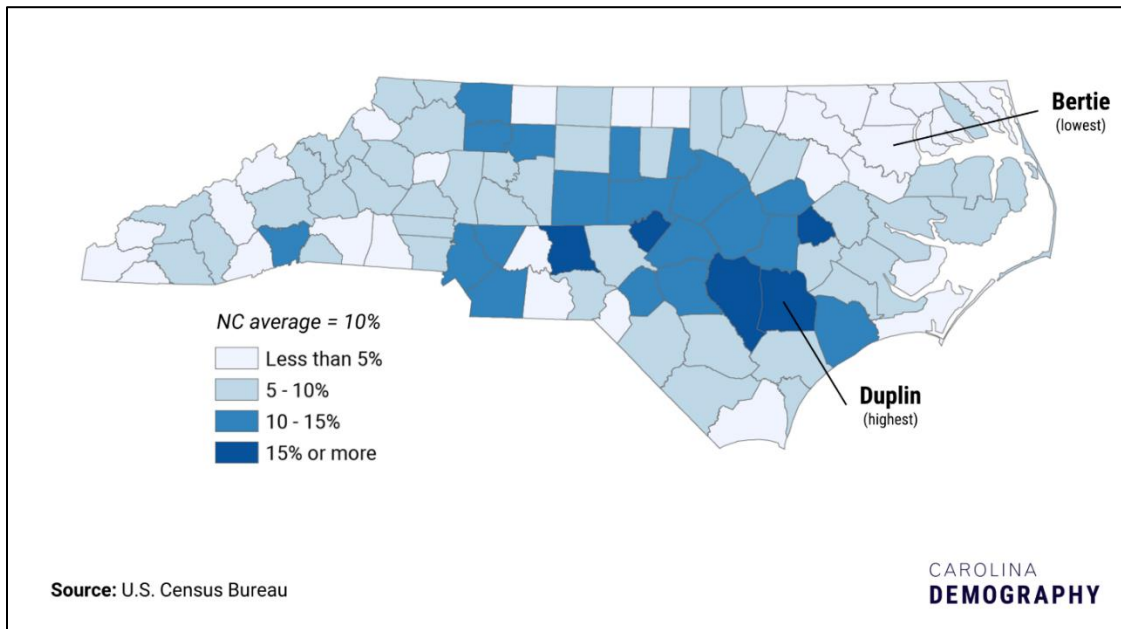 Bertie
(lowest)
NC average = 10%
Less than 5%
5 - 10%
10 - 15%
15% or more
Duplin
(highest)
Source: U.S. Census Bureau
CAROLINA
DEMOGRAPHY